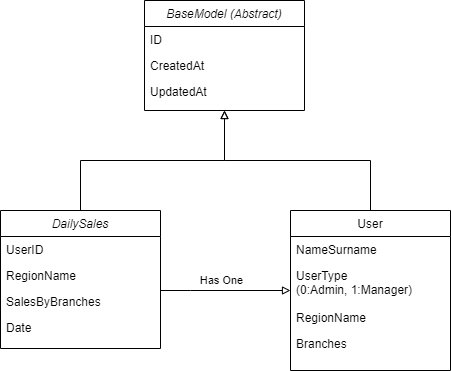 BaseModel (Abstract)
ID
CreatedAt
UpdatedAt
DailySales
UserID
RegionName
SalesByBranches
Date
Has One
User
NameSurname
UserType
(0:Admin, 1:Manager)
RegionName
Branches